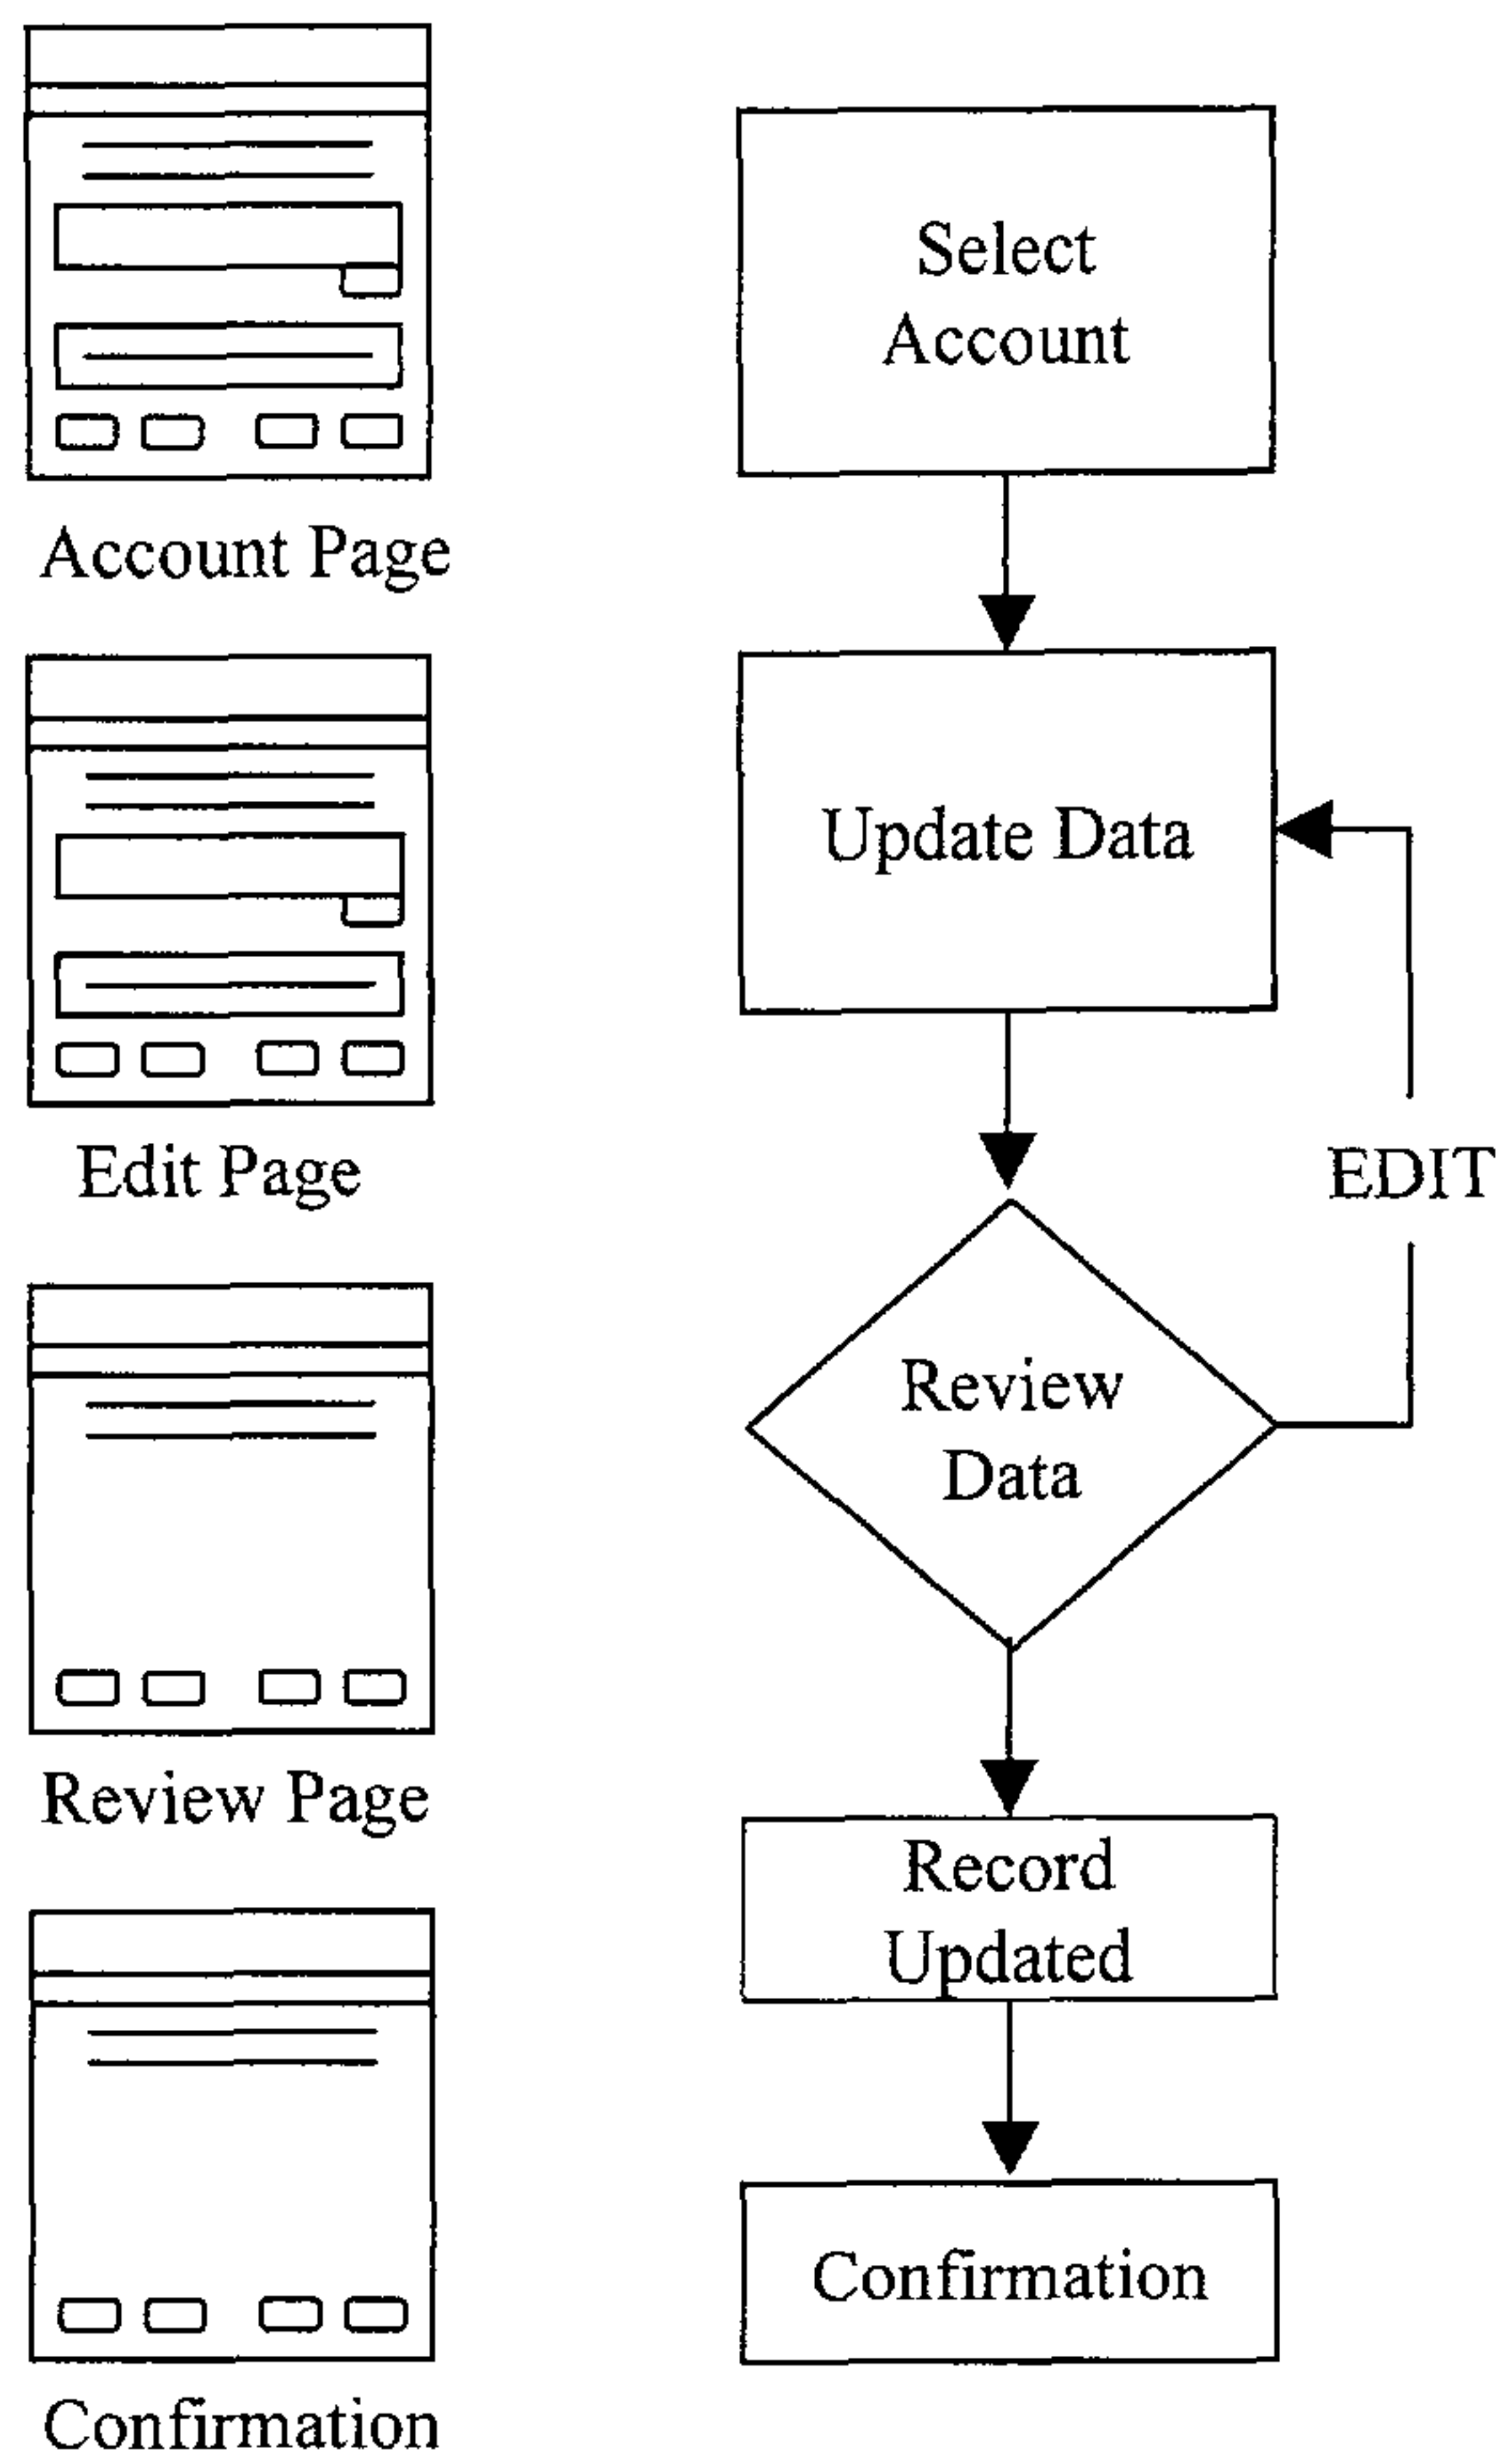 Account Page
Edit Page
Review Page
Confirmation
Select
Account
Update Data
EDIT
Review
Data
Record
Updated
Confirmation